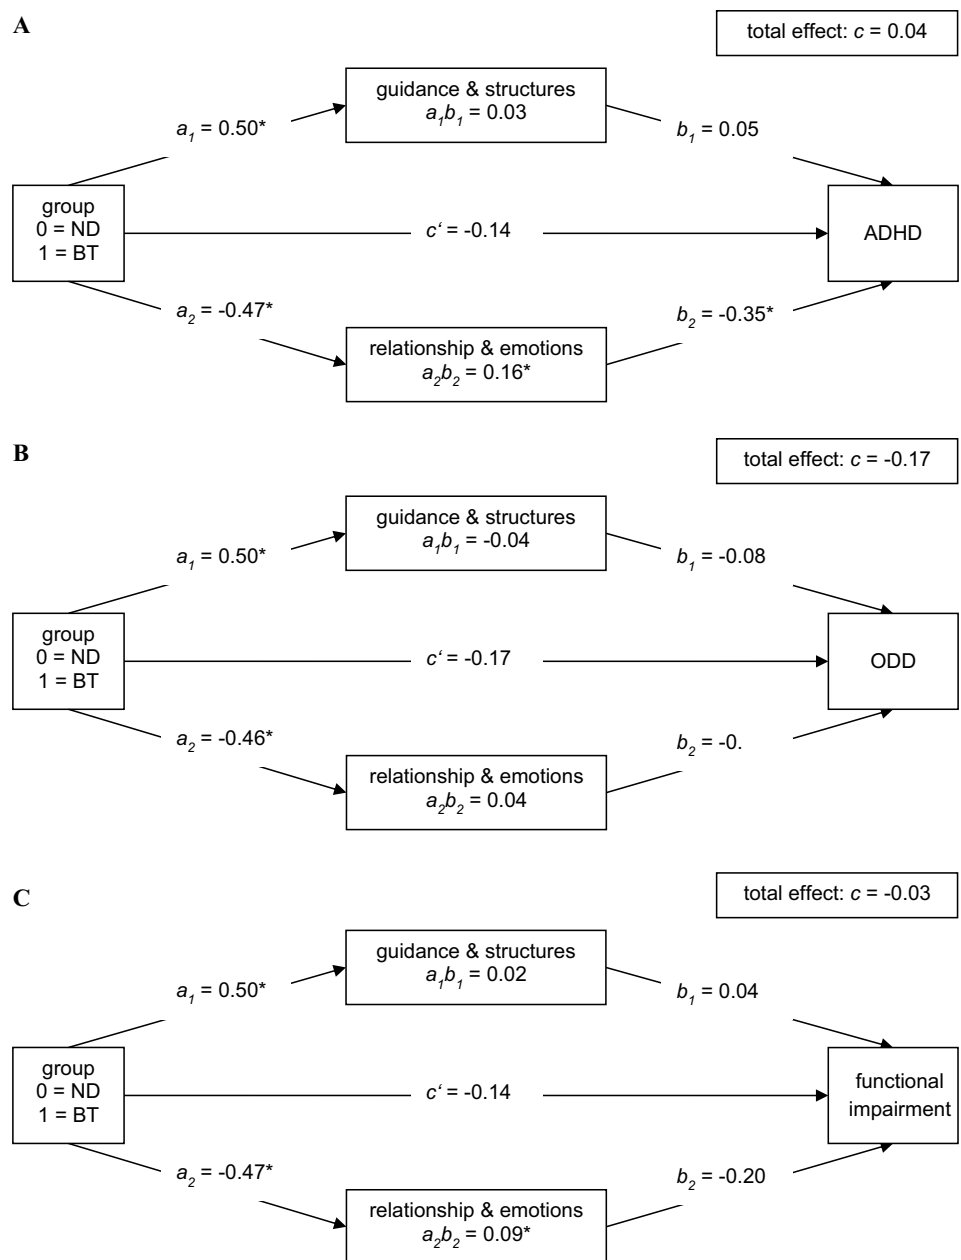 A
total effect: c = 0.04
guidance & structures
a1b1 = 0.03
a1 = 0.50*
b1 = 0.05
group
0 = ND
1 = BT
c‘ = -0.14
ADHD
a2 = -0.47*
b2 = -0.35*
relationship & emotions
a2b2 = 0.16*
B
total effect: c = -0.17
guidance & structures
a1b1 = -0.04
a1 = 0.50*
b1 = -0.08
group
0 = ND
1 = BT
c‘ = -0.17
ODD
a2 = -0.46*
b2 = -0.
relationship & emotions
a2b2 = 0.04
C
total effect: c = -0.03
guidance & structures
a1b1 = 0.02
a1 = 0.50*
b1 = 0.04
group
0 = ND
1 = BT
c‘ = -0.14
functional
impairment
a2 = -0.47*
b2 = -0.20
relationship & emotions
a2b2 = 0.09*